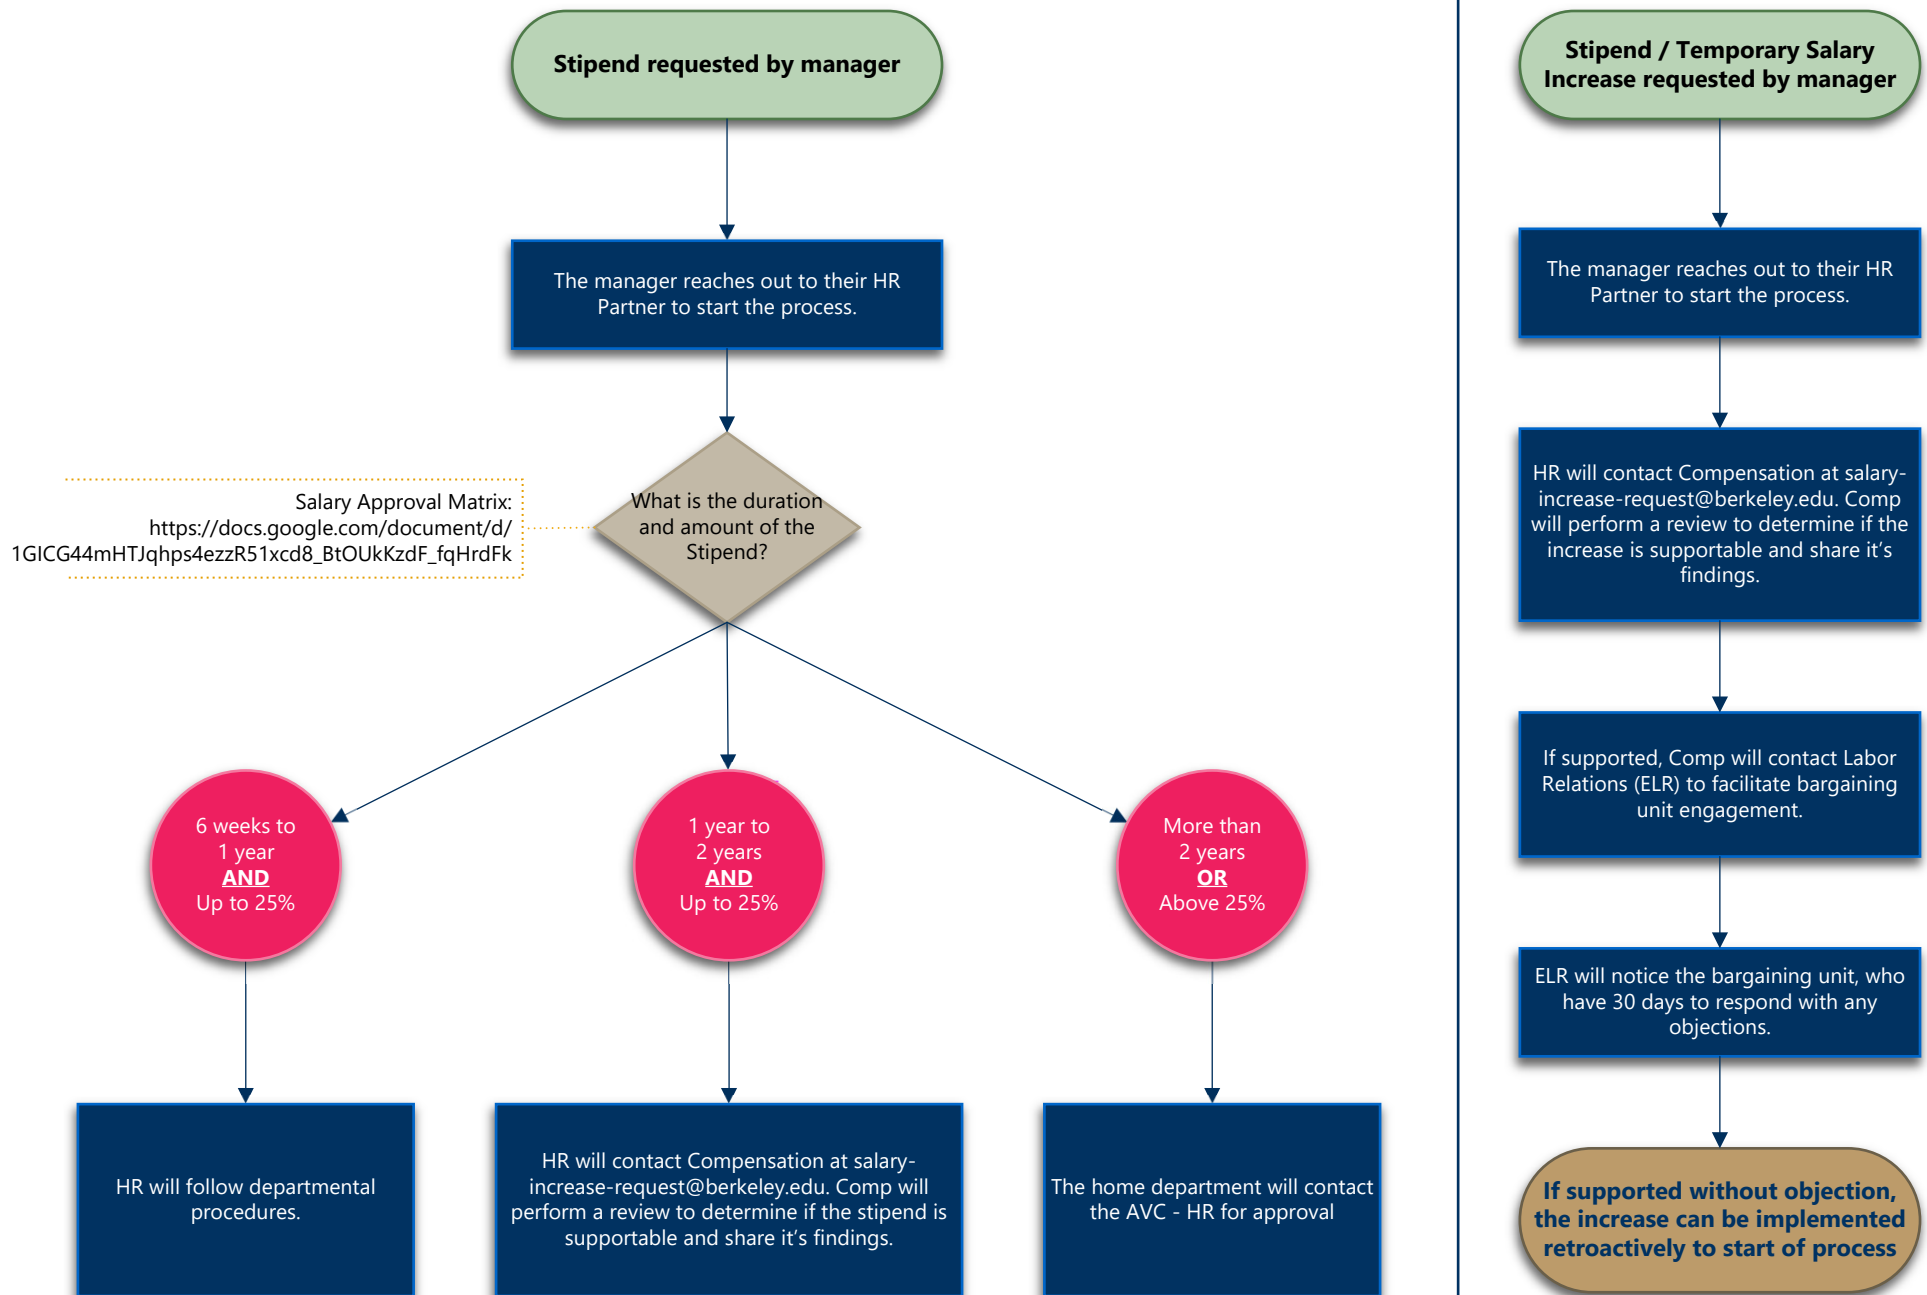 Stipend requested by manager
The manager reaches out to their HR
Partner to start the process.
What is the duration
and amount of the
Stipend?
Salary Approval Matrix:
https://docs.google.com/document/d/
1GICG44mHTJqhps4ezzR51xcd8_BtOUkKzdF_fqHrdFk
6 weeks to
1 year
AND
Up to 25%
1 year to
2 years
AND
Up to 25%
More than
2 years
OR
Above 25%
HR will follow departmental
procedures.
HR will contact Compensation at salary-
increase-request@berkeley.edu. Comp will
perform a review to determine if the stipend is
supportable and share it’s findings.
The home department will contact
the AVC - HR for approval
Stipend / Temporary Salary
Increase requested by manager
The manager reaches out to their HR
Partner to start the process.
HR will contact Compensation at salary-
increase-request@berkeley.edu. Comp
will perform a review to determine if the
increase is supportable and share it’s
findings.
If supported, Comp will contact Labor
Relations (ELR) to facilitate bargaining
unit engagement.
ELR will notice the bargaining unit, who
have 30 days to respond with any
objections.
If supported without objection,
the increase can be implemented
retroactively to start of process